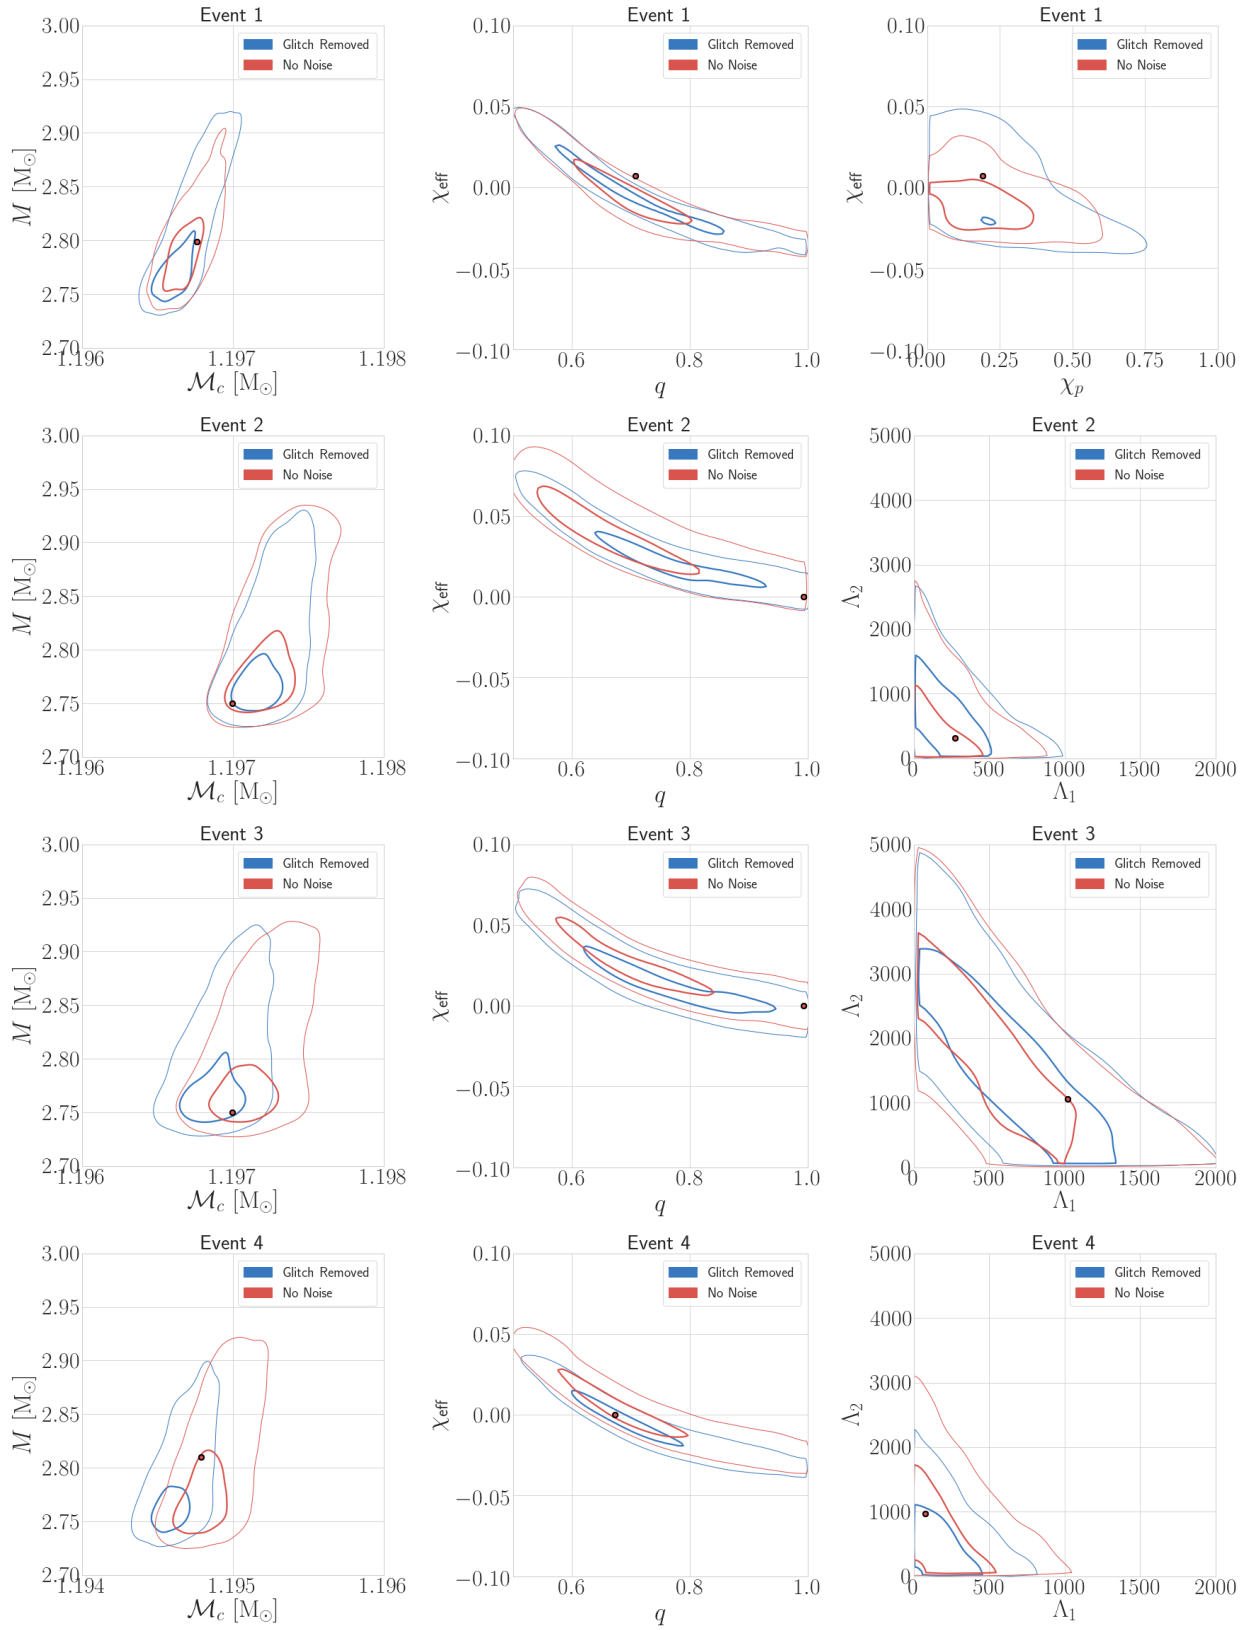 Event 1
3.00
2.95
2.90
2.85
2.80
2.75
2.70
M [M⊙]
Glitch Removed
No Noise
1.196 1.197 1.198
ℳc [M⊙]
Event 1
0.10
0.05
0.00
−0.05
−0.10
χeff
Glitch Removed
No Noise
0.6 0.8 1.0
q
Event 1
0.10
0.05
0.00
−0.05
−0.10
χeff
Glitch Removed
No Noise
0.00 0.25 0.50 0.75 1.00
χp
Event 2
3.00
2.95
2.90
2.85
2.80
2.75
2.70
M [M⊙]
Glitch Removed
No Noise
1.196 1.197 1.198
ℳc [M⊙]
Event 2
0.10
0.05
0.00
−0.05
−0.10
χeff
Glitch Removed
No Noise
0.6 0.8 1.0
q
Event 2
5000
4000
3000
2000
1000
0
Λ2
Glitch Removed
No Noise
0 500 1000 1500 2000
Λ1
Event 3
3.00
2.95
2.90
2.85
2.80
2.75
2.70
M [M⊙]
Glitch Removed
No Noise
1.196 1.197 1.198
ℳc [M⊙]
Event 3
0.10
0.05
0.00
−0.05
−0.10
χeff
Glitch Removed
No Noise
0.6 0.8 1.0
q
Event 3
5000
4000
3000
2000
1000
0
Λ2
Glitch Removed
No Noise
0 500 1000 1500 2000
Λ1
Event 4
3.00
2.95
2.90
2.85
2.80
2.75
2.70
M [M⊙]
Glitch Removed
No Noise
1.194 1.195 1.196
ℳc [M⊙]
Event 4
0.10
0.05
0.00
−0.05
−0.10
χeff
Glitch Removed
No Noise
0.6 0.8 1.0
q
Event 4
5000
4000
3000
2000
1000
0
Λ2
Glitch Removed
No Noise
0 500 1000 1500 2000
Λ1